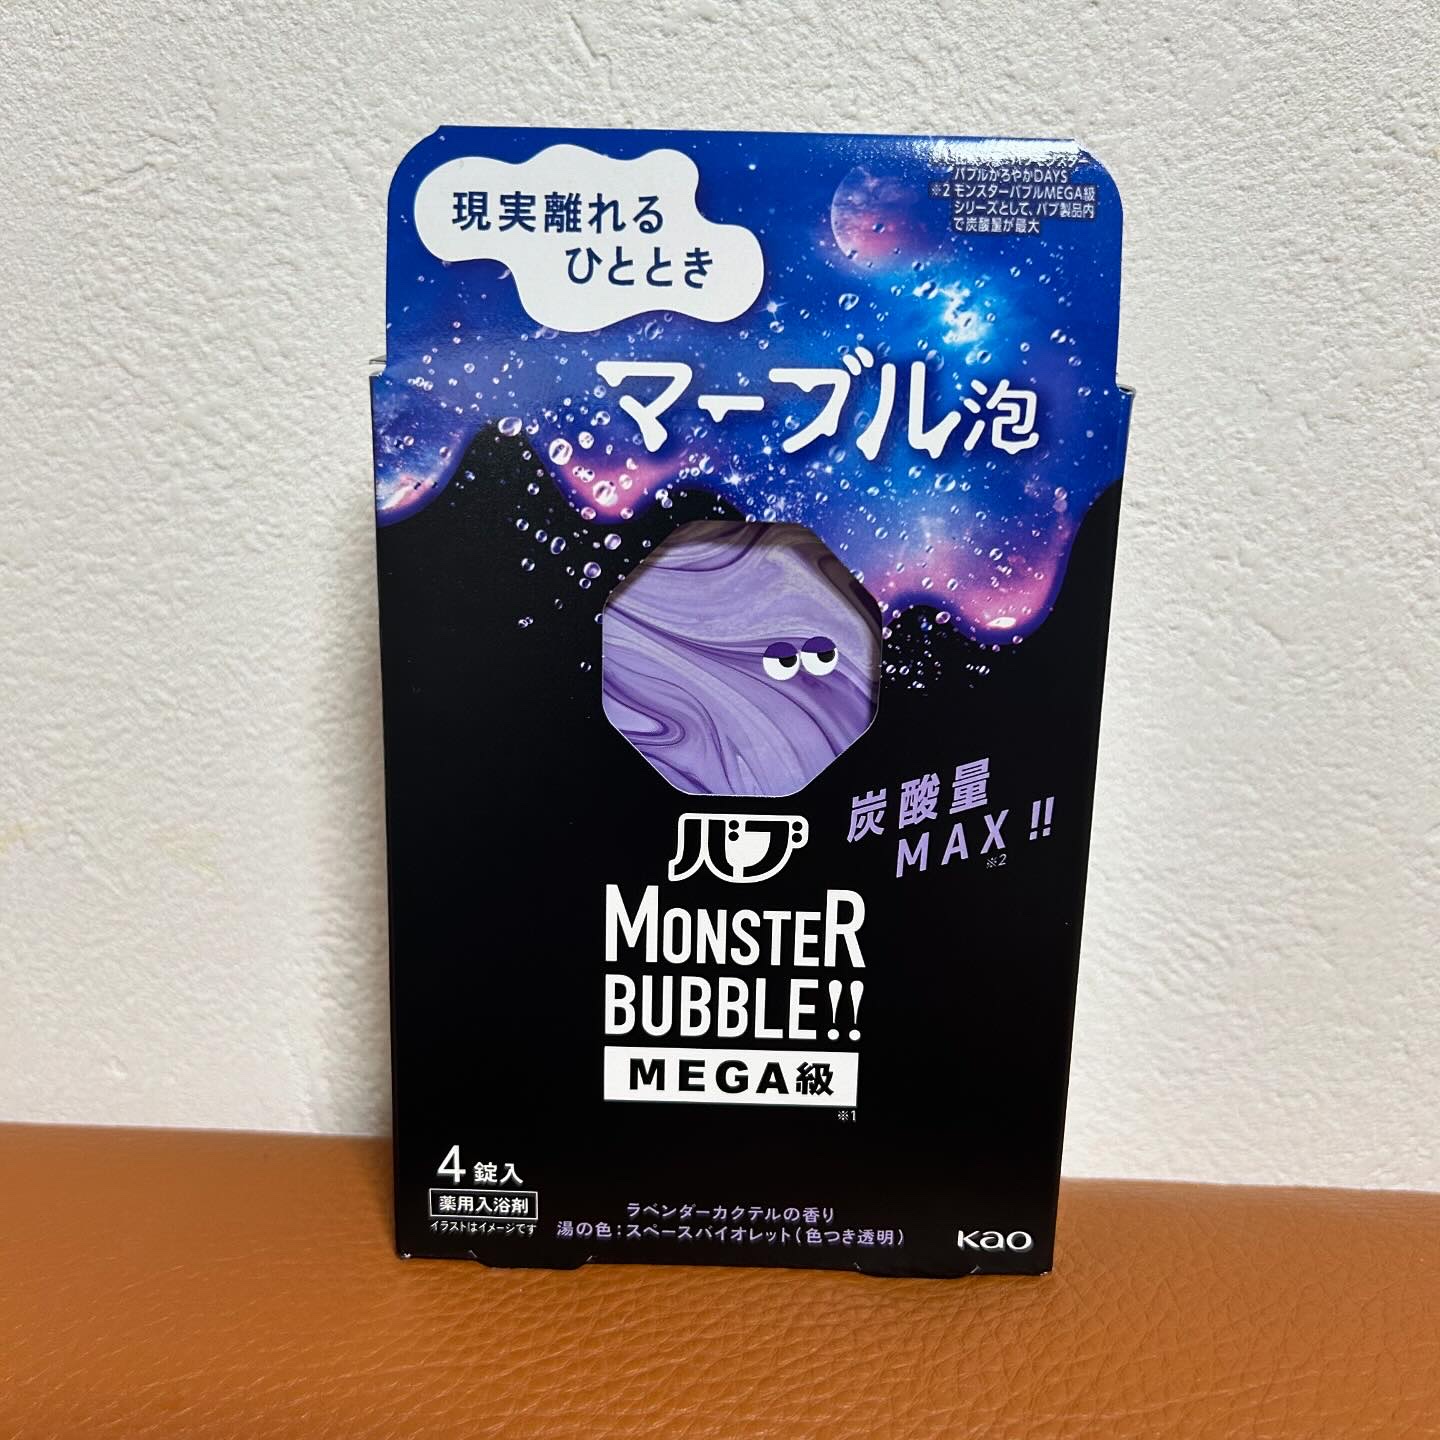 現実離れる
ひととき
バブルかろやかDAYS
※2 モンスターバブルMEGA級
シリーズとして、バブ製品内
で炭酸量が最大
マーブル泡
炭酸量
MAX!!
※2
バブ
MONSTER
BUBBLE!!
MEGA級
※1
4錠入
薬用入浴剤
イラストはイメージです
ラベンダーカクテルの香り
湯の色：スペースバイオレット(色つき透明)
Kao